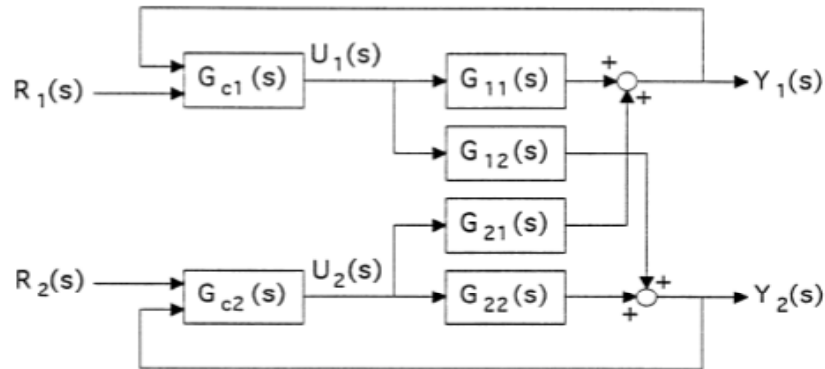 U₁(s)
G_c1(s)
G₁₁(s)
+
+
R₁(s)
Y₁(s)
G₁₂(s)
G₂₁(s)
R₂(s)
U₂(s)
G_c2(s)
G₂₂(s)
+
+
Y₂(s)